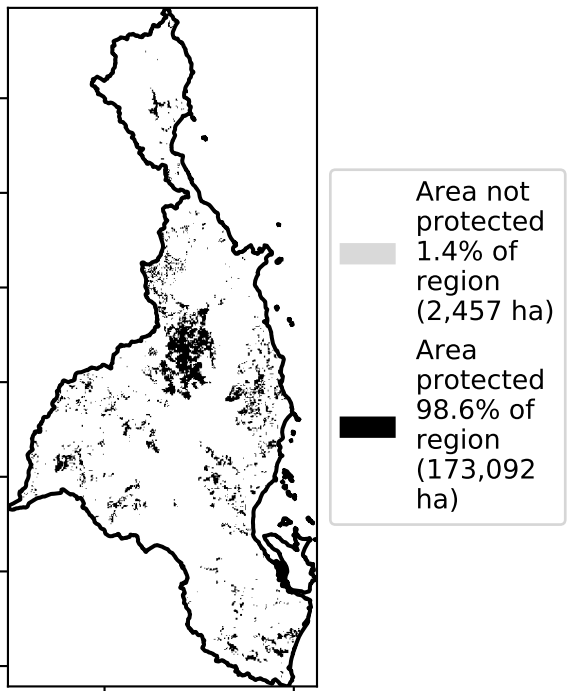 Area not
protected
1.4% of
region
(2,457 ha)
Area
protected
98.6% of
region
(173,092
ha)